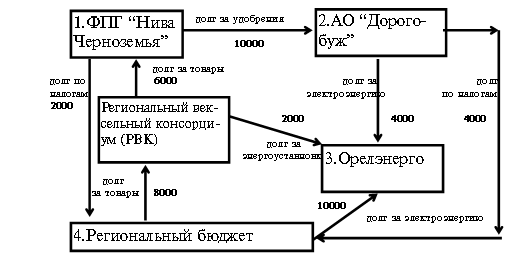 1.ФПГ “Нива
Черноземья”
долг за удобрения
10000
2.АО “Дорого-
буж”
долг по
налогам
2000
долг за товары
6000
долг за
электроэнергию
4000
долг
по налогам
4000
Региональный век-
сельный консорци-
ум (РВК)
2000
долг за
энергоустановки
3.Орелэнерго
долг
за товары
8000
10000
долг за электроэнергию
4.Региональный бюджет